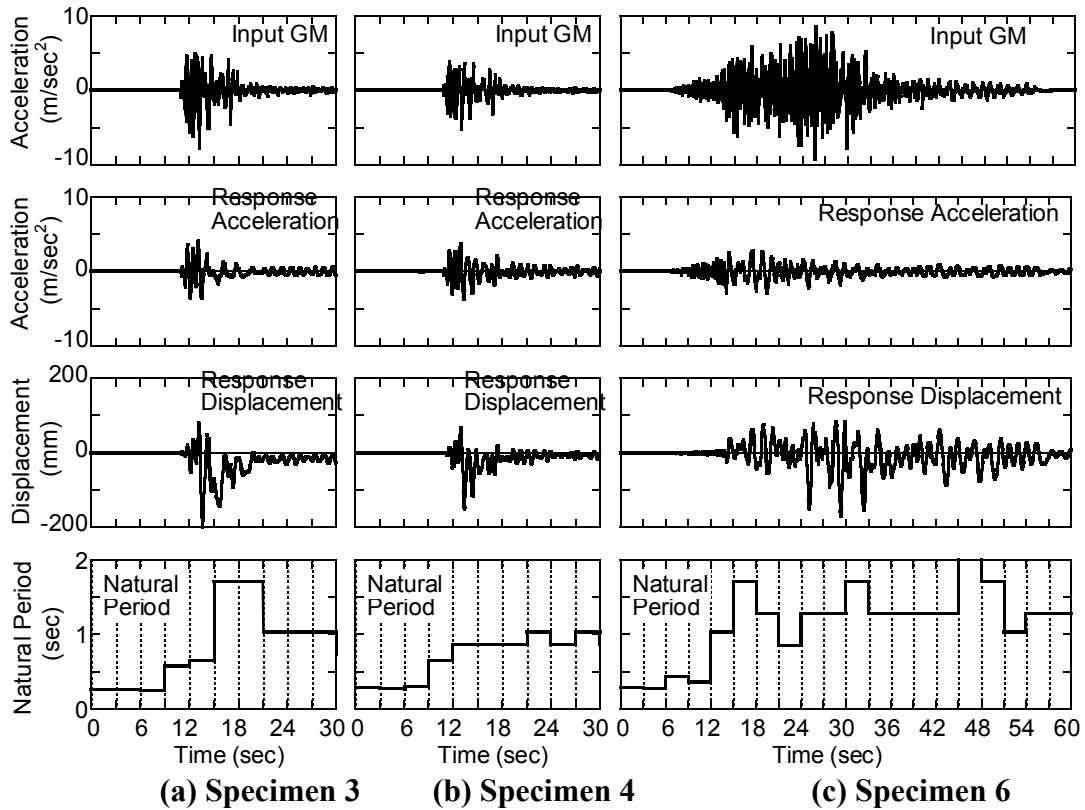 Acceleration
(m/sec²)
10
0
-10
Input GM
Input GM
Input GM
Acceleration
(m/sec²)
10
0
-10
Response
Acceleration
Response
Acceleration
Response Acceleration
Displacement
(mm)
200
0
-200
Response
Displacement
Response
Displacement
Response Displacement
Natural Period
(sec)
2
1
0
Natural
Period
Natural
Period
Natural
Period
0 6 12 18 24 30
0 6 12 18 24 30
0 6 12 18 24 30 36 42 48 54 60
Time (sec)
Time (sec)
Time (sec)
(a) Specimen 3
(b) Specimen 4
(c) Specimen 6